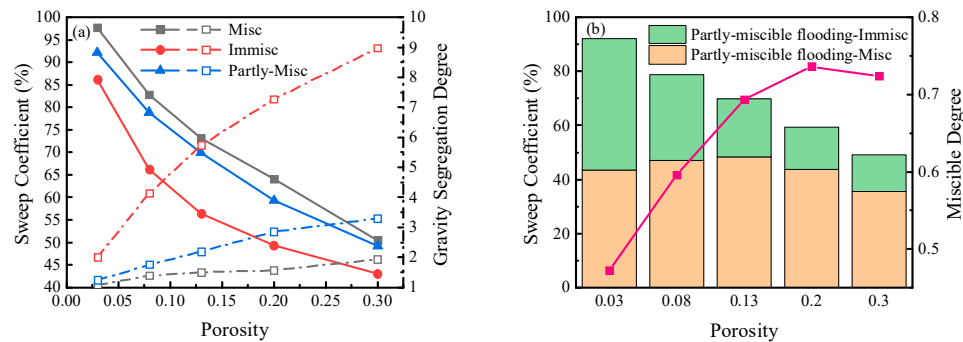 (a)
Misc
Immisc
Partly-Misc
100
95
90
85
80
75
70
65
60
55
50
45
40
Sweep Coefficient (%)
10
9
8
7
6
5
4
3
2
1
Gravity Segregation Degree
0.00 0.05 0.10 0.15 0.20 0.25 0.30
Porosity
(b)
Partly-miscible flooding-Immisc
Partly-miscible flooding-Misc
100
80
60
40
20
0
Sweep Coefficient (%)
0.8
0.7
0.6
0.5
Miscible Degree
0.03 0.08 0.13 0.2 0.3
Porosity